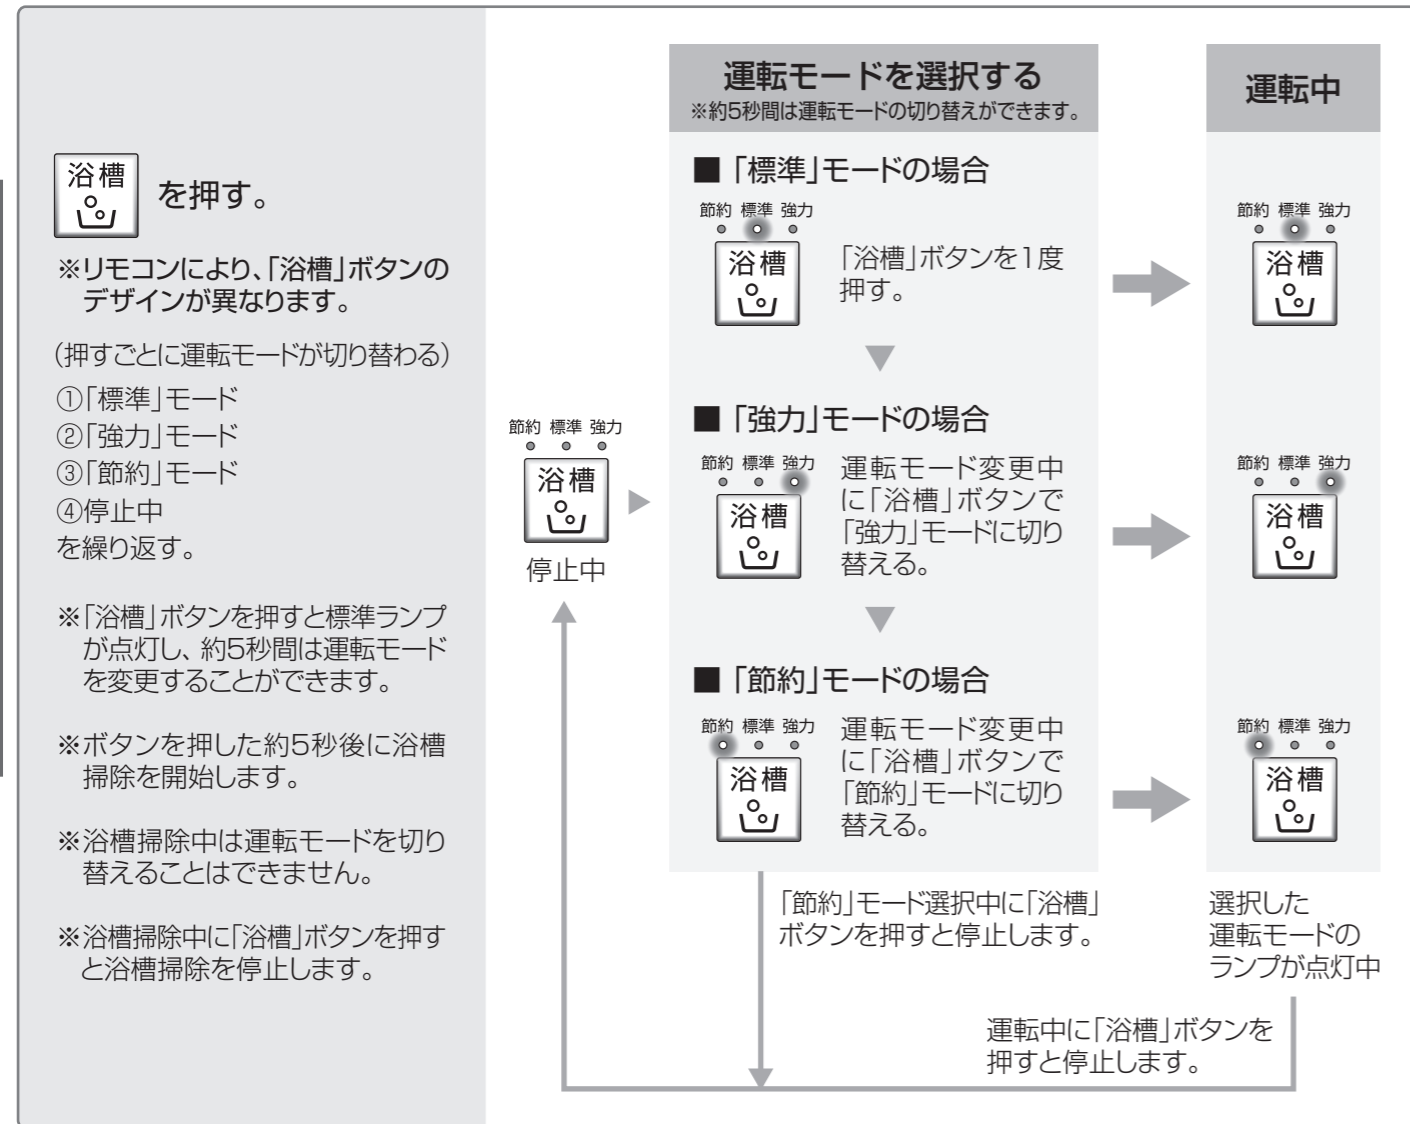 浴槽 を押す。
※リモコンにより、「浴槽」ボタンの
デザインが異なります。
（押すごとに運転モードが切り替わる）
①「標準」モード
②「強力」モード
③「節約」モード
④停止中
を繰り返す。
※「浴槽」ボタンを押すと標準ランプ
が点灯し、約5秒間は運転モード
を変更することができます。
※ボタンを押した約5秒後に浴槽
掃除を開始します。
※浴槽掃除中は運転モードを切り
替えることはできません。
※浴槽掃除中に「浴槽」ボタンを押す
と浴槽掃除を停止します。
節約 標準 強力
浴槽
停止中
運転モードを選択する
※約5秒間は運転モードの切り替えができます。
■「標準」モードの場合
節約 標準 強力
浴槽
「浴槽」ボタンを1度
押す。
■「強力」モードの場合
節約 標準 強力
浴槽
運転モード変更中
に「浴槽」ボタンで
「強力」モードに切り
替える。
■「節約」モードの場合
節約 標準 強力
浴槽
運転モード変更中
に「浴槽」ボタンで
「節約」モードに切り
替える。
「節約」モード選択中に「浴槽」
ボタンを押すと停止します。
運転中
節約 標準 強力
浴槽
節約 標準 強力
浴槽
節約 標準 強力
浴槽
選択した
運転モードの
ランプが点灯中
運転中に「浴槽」ボタンを
押すと停止します。